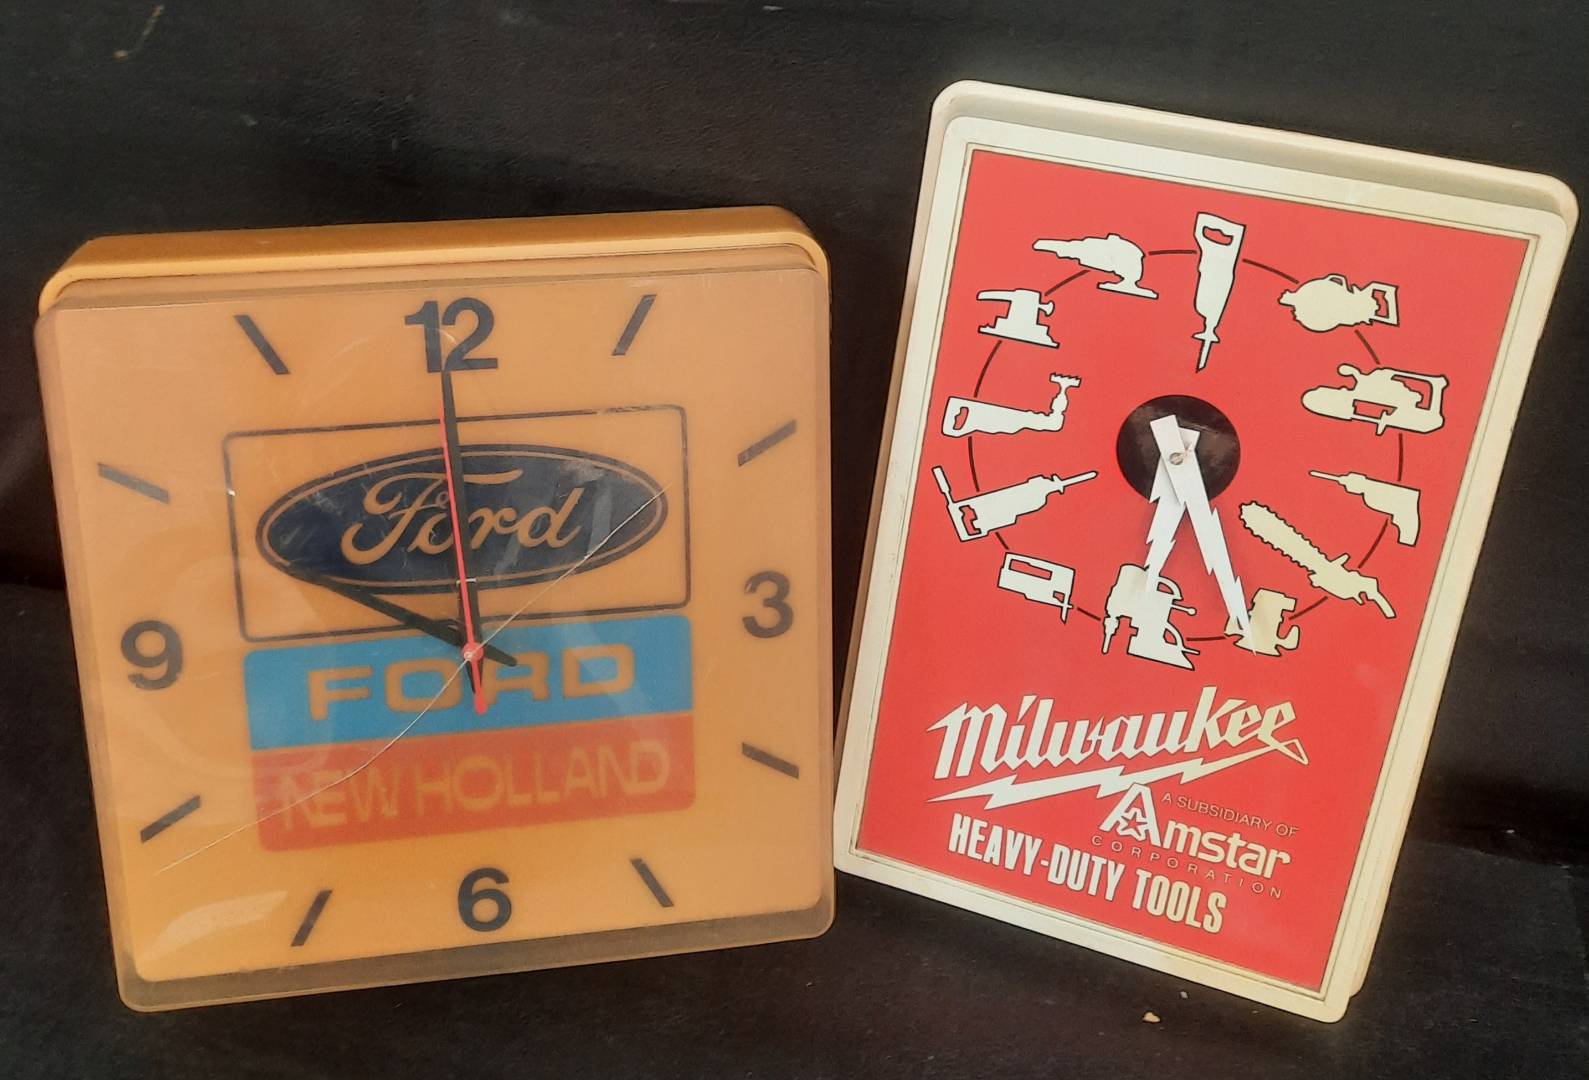 12
3
6
9
Ford
FORD
NEW HOLLAND
Milwaukee
A SUBSIDIARY OF
Amstar
CORPORATION
HEAVY-DUTY TOOLS